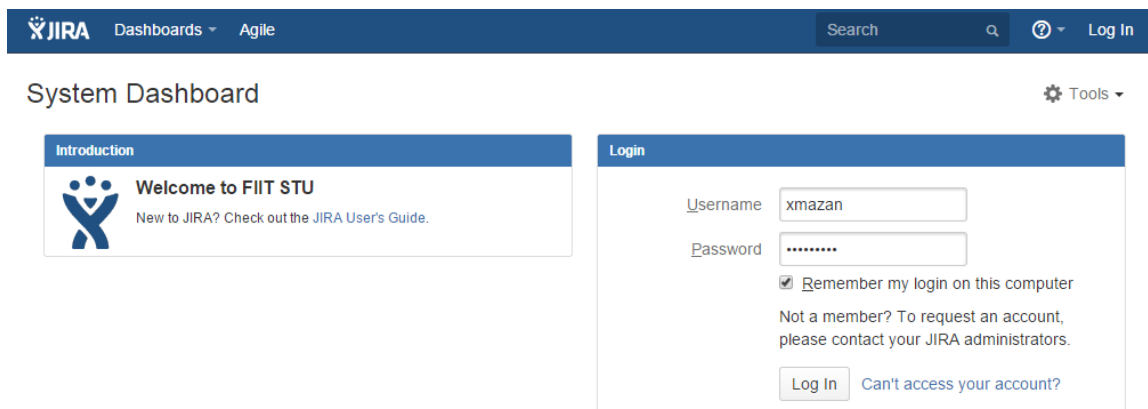 JIRA Dashboards Agile Search Log In
System Dashboard
Tools
Introduction
Welcome to FIIT STU
New to JIRA? Check out the JIRA User's Guide.
Login
Username xmazan
Password •••••••••
Remember my login on this computer
Not a member? To request an account,
please contact your JIRA administrators.
Log In Can't access your account?